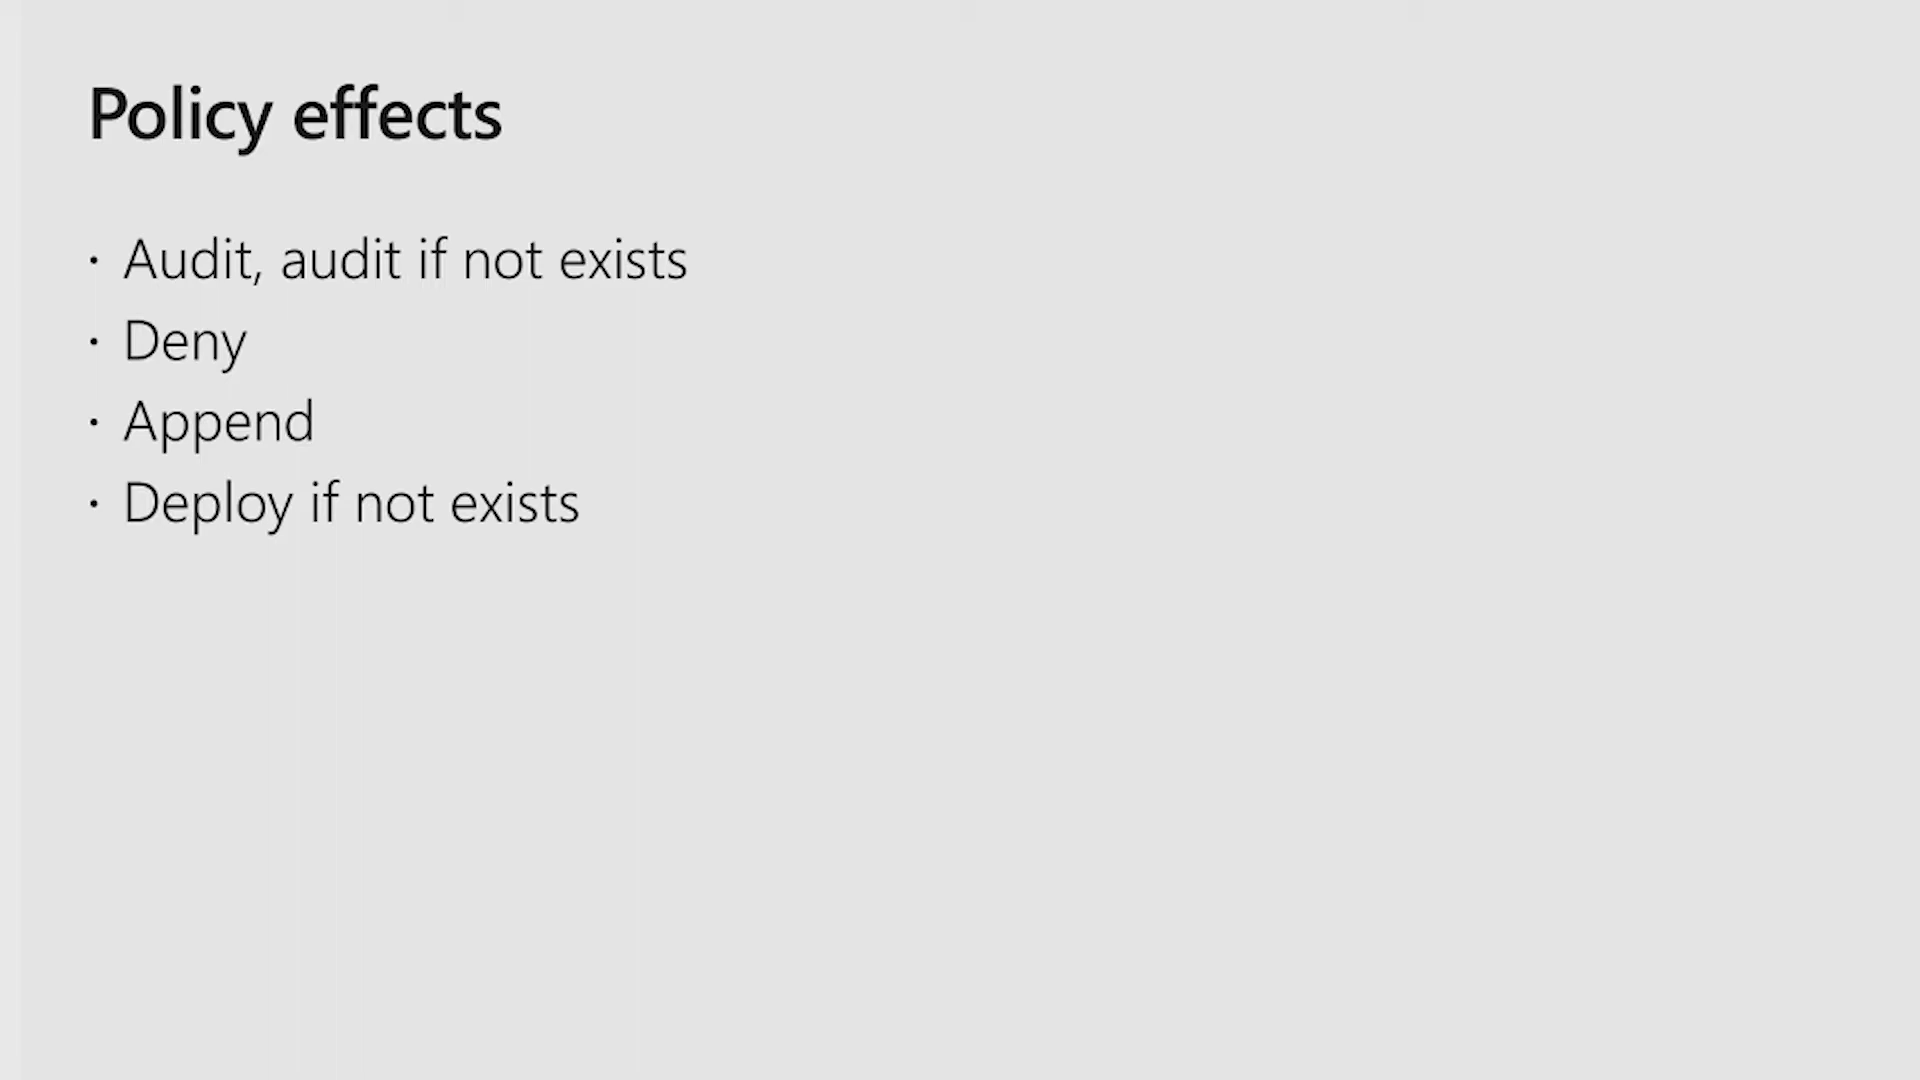 Policy effects
· Audit, audit if not exists
· Deny
· Append
· Deploy if not exists